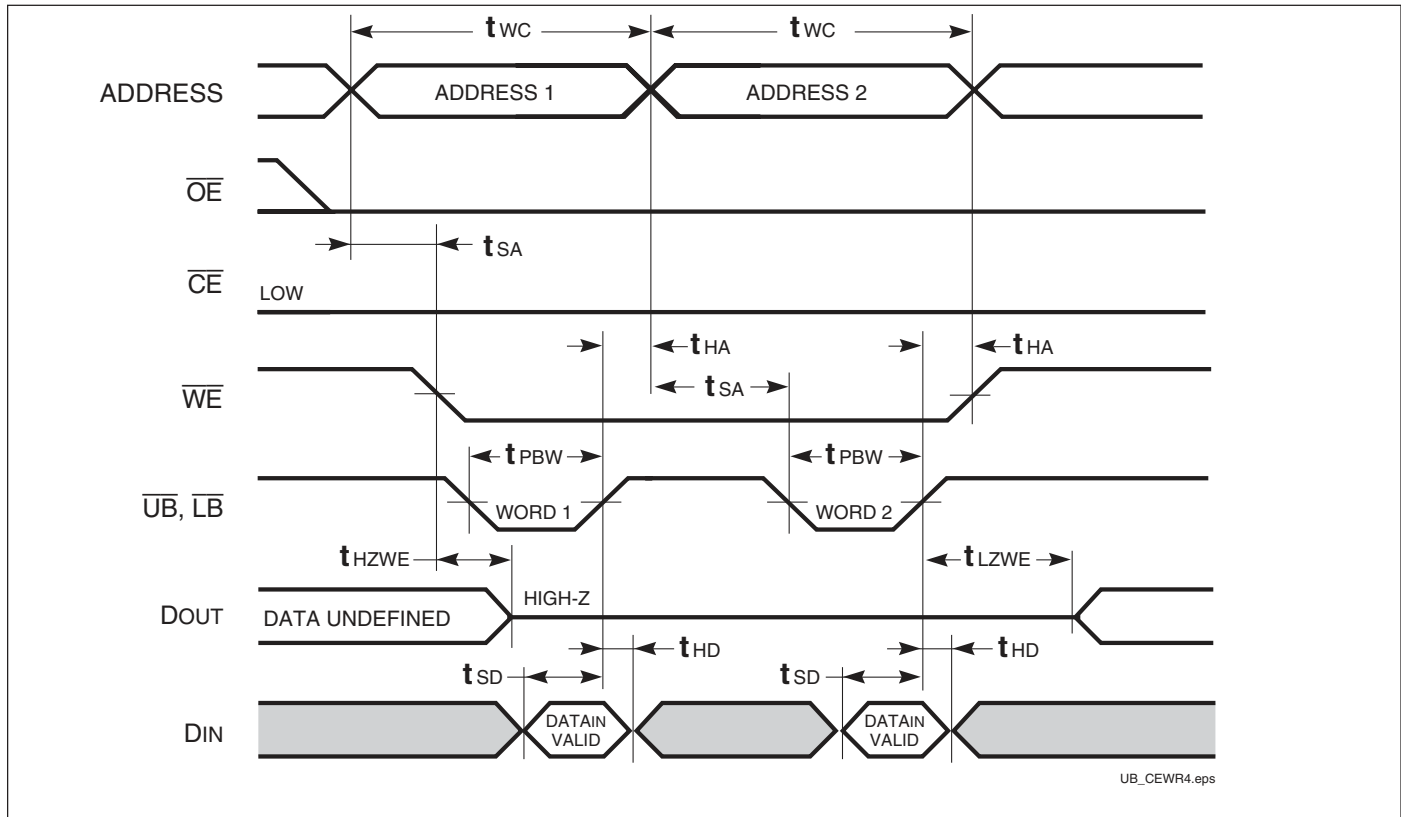 tWC tWC
ADDRESS ADDRESS 1 ADDRESS 2
OE
tSA
CE LOW
tHA tHA
WE tSA
tPBW tPBW
UB, LB WORD 1 WORD 2
tHZWE tLZWE
DOUT DATA UNDEFINED HIGH-Z
tHD tHD
tSD tSD
DIN DATAIN VALID DATAIN VALID
UB_CEWR4.eps